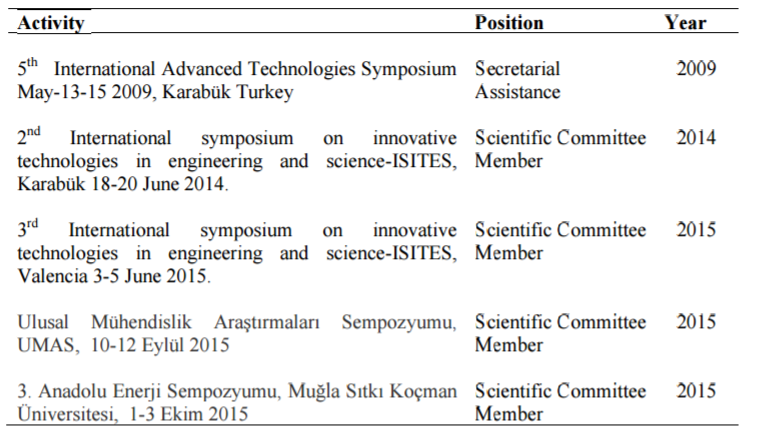 Activity Position Year
5th International Advanced Technologies Symposium Secretarial 2009
May-13-15 2009, Karabük Turkey Assistance
2nd International symposium on innovative Scientific Committee 2014
technologies in engineering and science-ISITES, Member
Karabük 18-20 June 2014.
3rd International symposium on innovative Scientific Committee 2015
technologies in engineering and science-ISITES, Member
Valencia 3-5 June 2015.
Ulusal Mühendislik Araştırmaları Sempozyumu, Scientific Committee 2015
UMAS, 10-12 Eylül 2015 Member
3. Anadolu Enerji Sempozyumu, Muğla Sıtkı Koçman Scientific Committee 2015
Üniversitesi, 1-3 Ekim 2015 Member